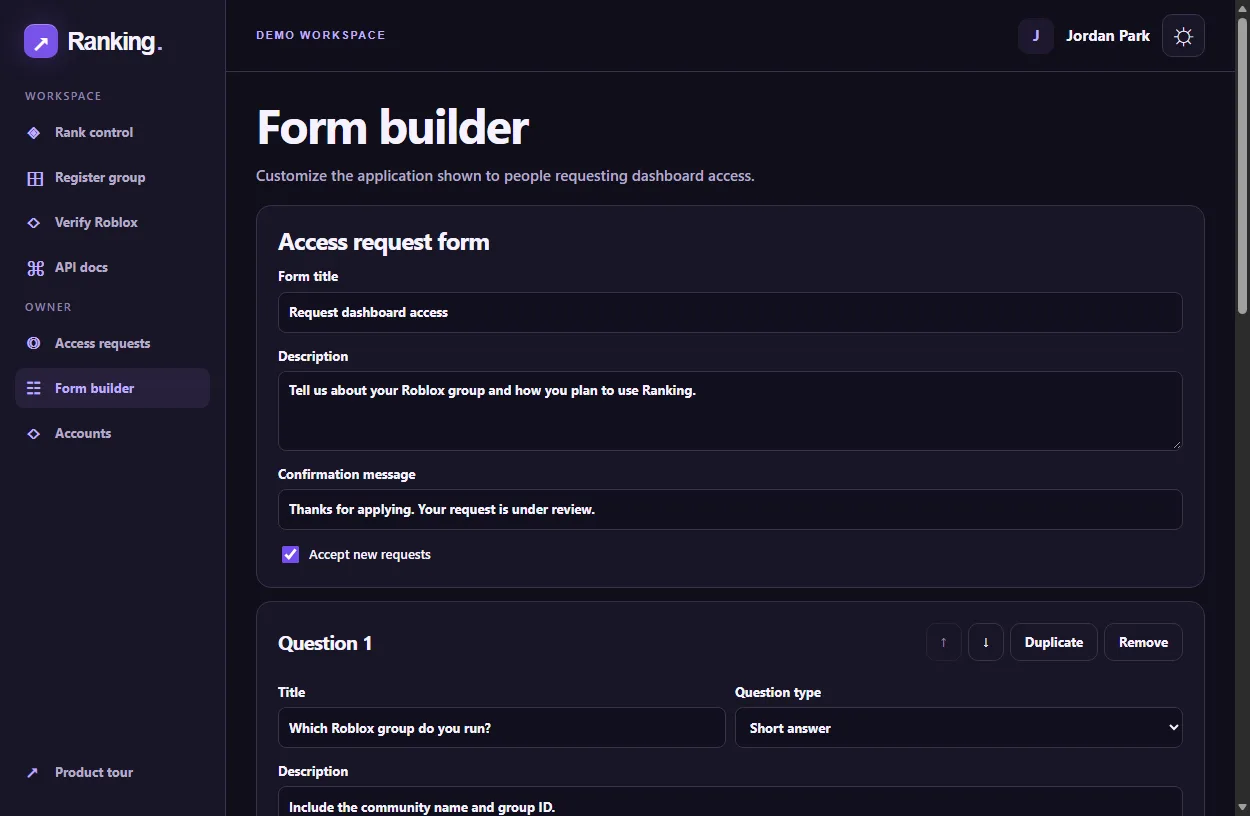 Ranking.
WORKSPACE
Rank control
Register group
Verify Roblox
API docs
OWNER
Access requests
Form builder
Accounts
Product tour
DEMO WORKSPACE
J
Jordan Park
Form builder
Customize the application shown to people requesting dashboard access.
Access request form
Form title
Request dashboard access
Description
Tell us about your Roblox group and how you plan to use Ranking.
Confirmation message
Thanks for applying. Your request is under review.
Accept new requests
Question 1
↑ ↓ Duplicate Remove
Title
Question type
Which Roblox group do you run?
Short answer
Description
Include the community name and group ID.